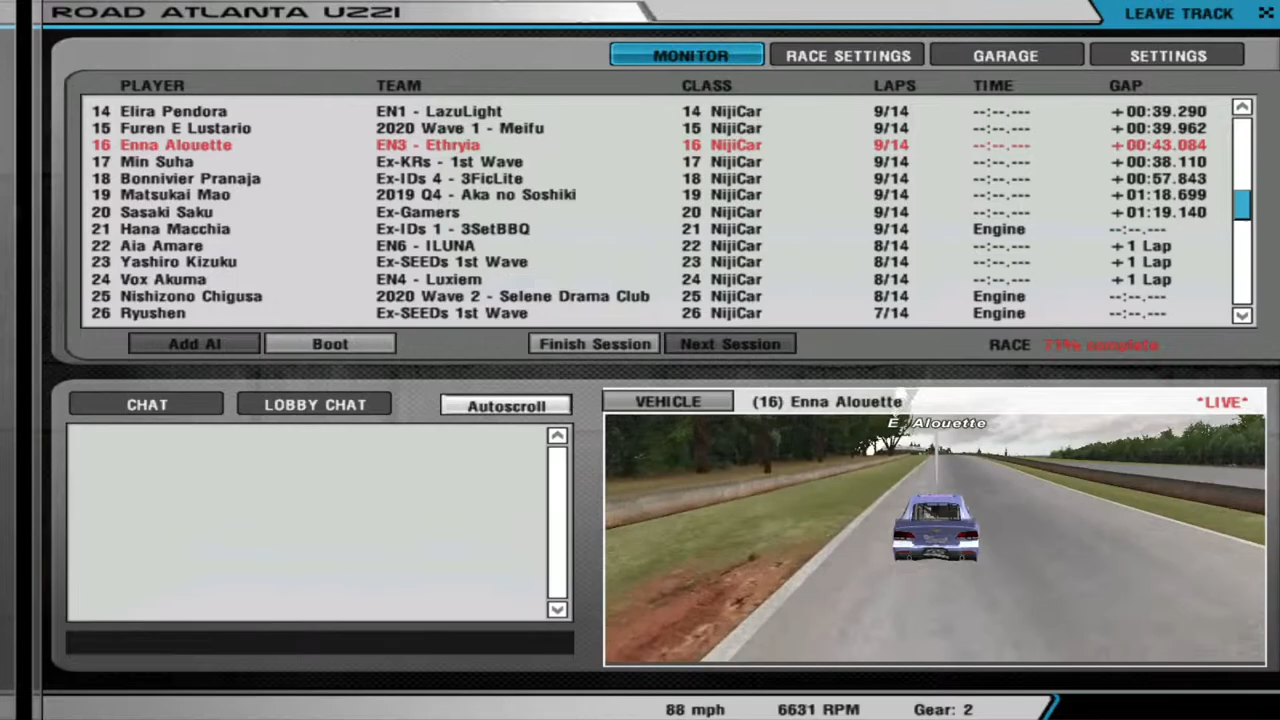 ROAD ATLANTA UZZI
LEAVE TRACK
MONITOR RACE SETTINGS GARAGE SETTINGS
PLAYER TEAM CLASS LAPS TIME GAP
14 Elira Pendora EN1 - LazuLight 14 NijiCar 9/14 --:--.--- +00:39.290
15 Furen E Lustario 2020 Wave 1 - Meifu 15 NijiCar 9/14 --:--.--- +00:39.962
16 Enna Alouette EN3 - Ethryia 16 NijiCar 9/14 --:--.--- +00:43.084
17 Min Suha Ex-KRs - 1st Wave 17 NijiCar 9/14 --:--.--- +00:38.110
18 Bonnivier Pranaja Ex-IDs 4 - 3FicLite 18 NijiCar 9/14 --:--.--- +00:57.843
19 Matsukai Mao 2019 Q4 - Aka no Soshiki 19 NijiCar 9/14 --:--.--- +01:18.699
20 Sasaki Saku Ex-Gamers 20 NijiCar 9/14 --:--.--- +01:19.140
21 Hana Macchia Ex-IDs 1 - 3SetBBQ 21 NijiCar 9/14 Engine --:--.---
22 Aia Amare EN6 - ILUNA 22 NijiCar 8/14 --:--.--- +1 Lap
23 Yashiro Kizuku Ex-SEEDs 1st Wave 23 NijiCar 8/14 --:--.--- +1 Lap
24 Vox Akuma EN4 - Luxiem 24 NijiCar 8/14 --:--.--- +1 Lap
25 Nishizono Chigusa 2020 Wave 2 - Selene Drama Club 25 NijiCar 8/14 Engine --:--.---
26 Ryushen Ex-SEEDs 1st Wave 26 NijiCar 7/14 Engine --:--.---
Add AI Boot Finish Session Next Session RACE 71% complete
CHAT LOBBY CHAT Autoscroll
VEHICLE (16) Enna Alouette *LIVE*
E. Alouette
88 mph 6631 RPM Gear: 2